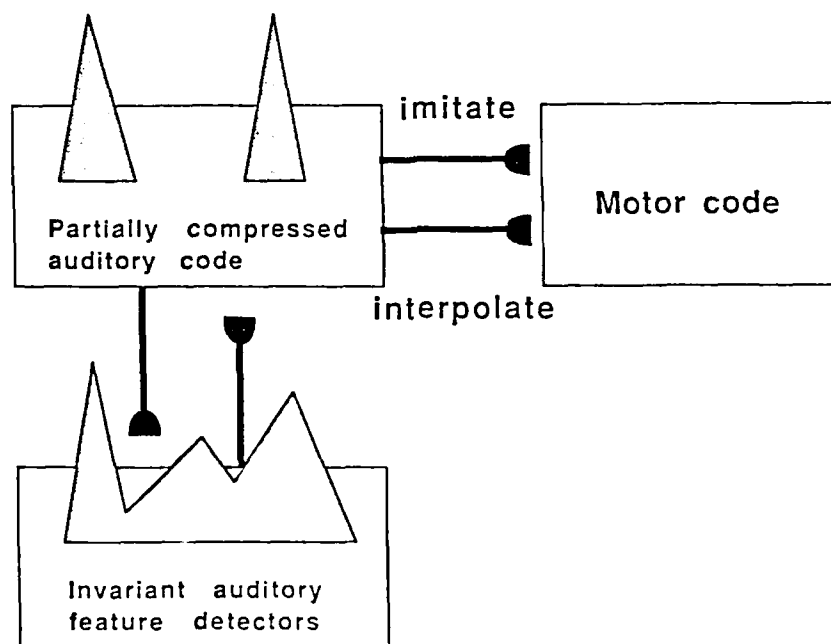 imitate
Partially compressed
auditory code
Motor code
interpolate
Invariant auditory
feature detectors